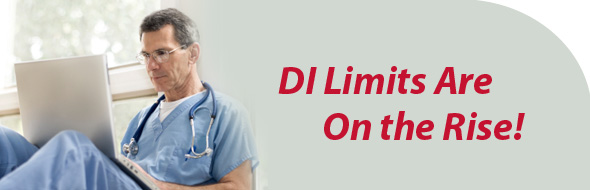 DI Limits Are
On the Rise!